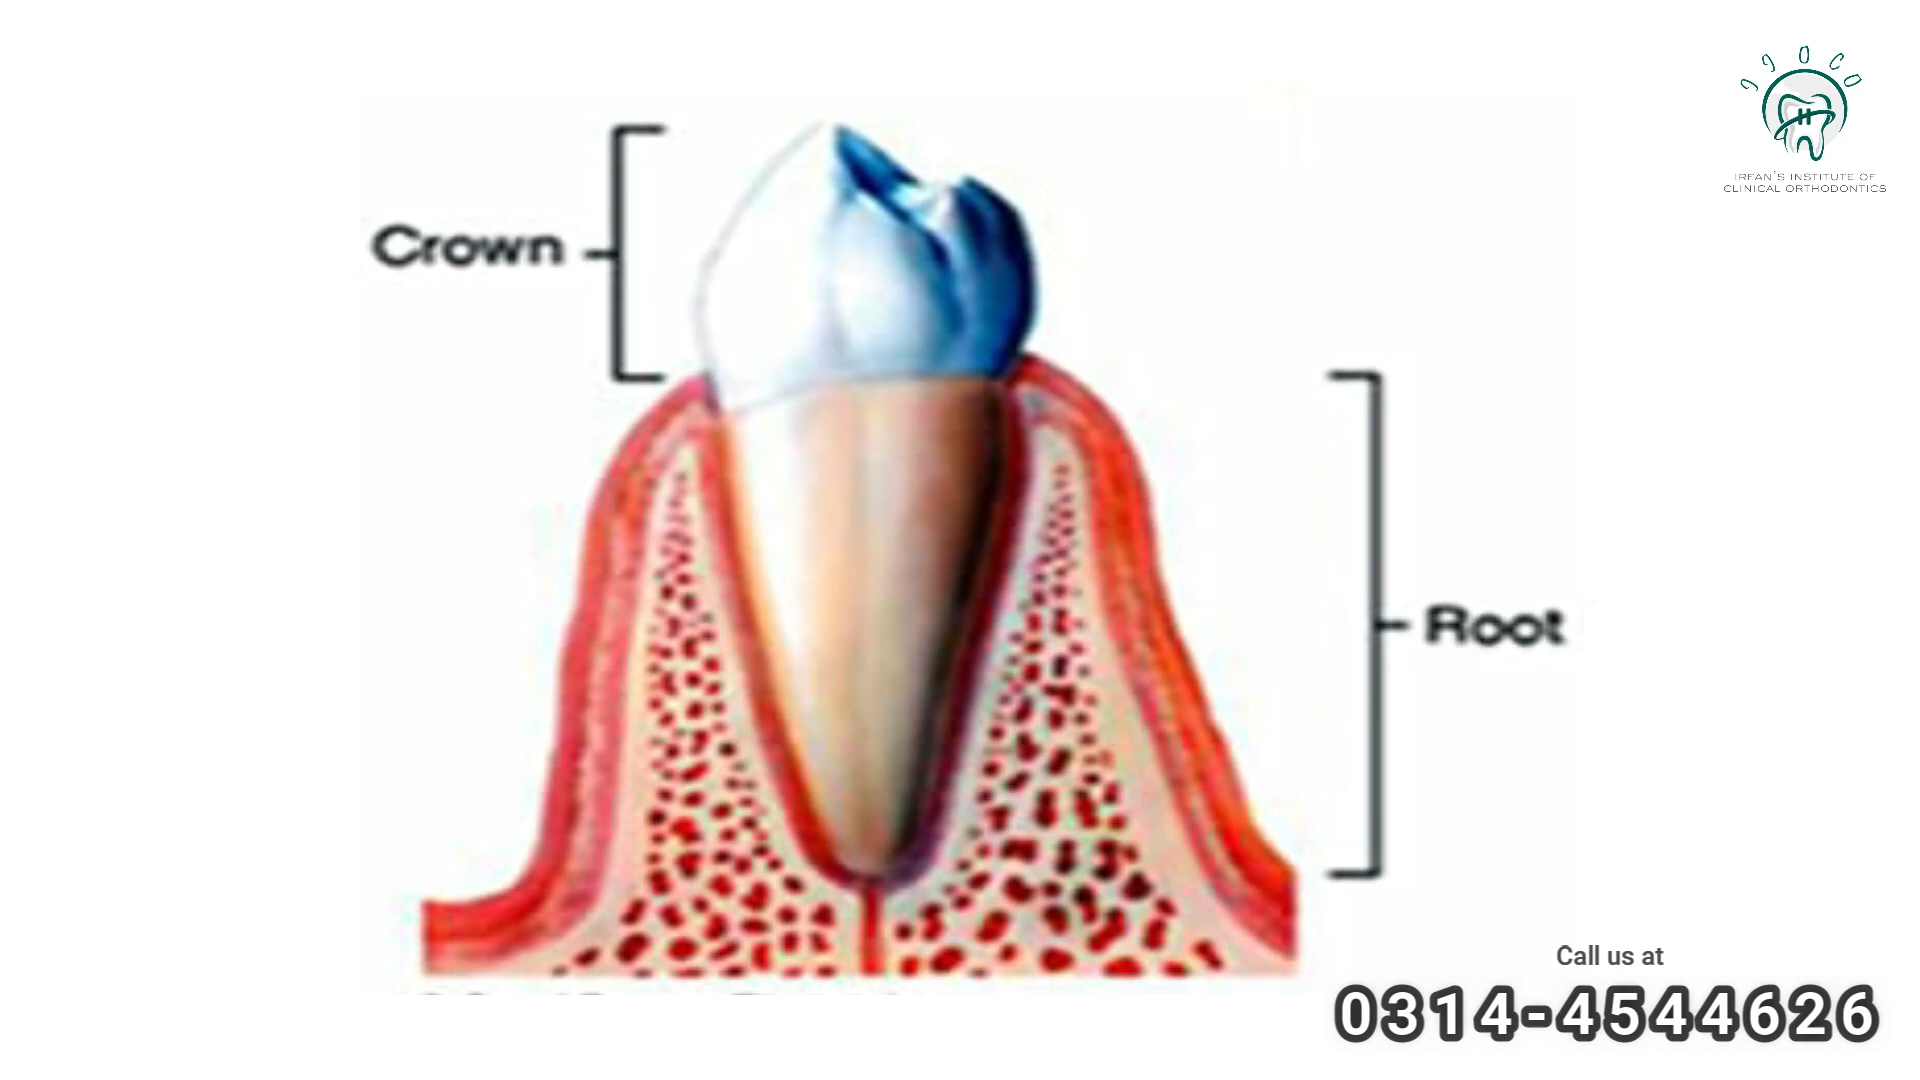 I I O C O
IRFAN'S INSTITUTE OF
CLINICAL ORTHODONTICS
Crown
Root
Call us at
0314-4544626